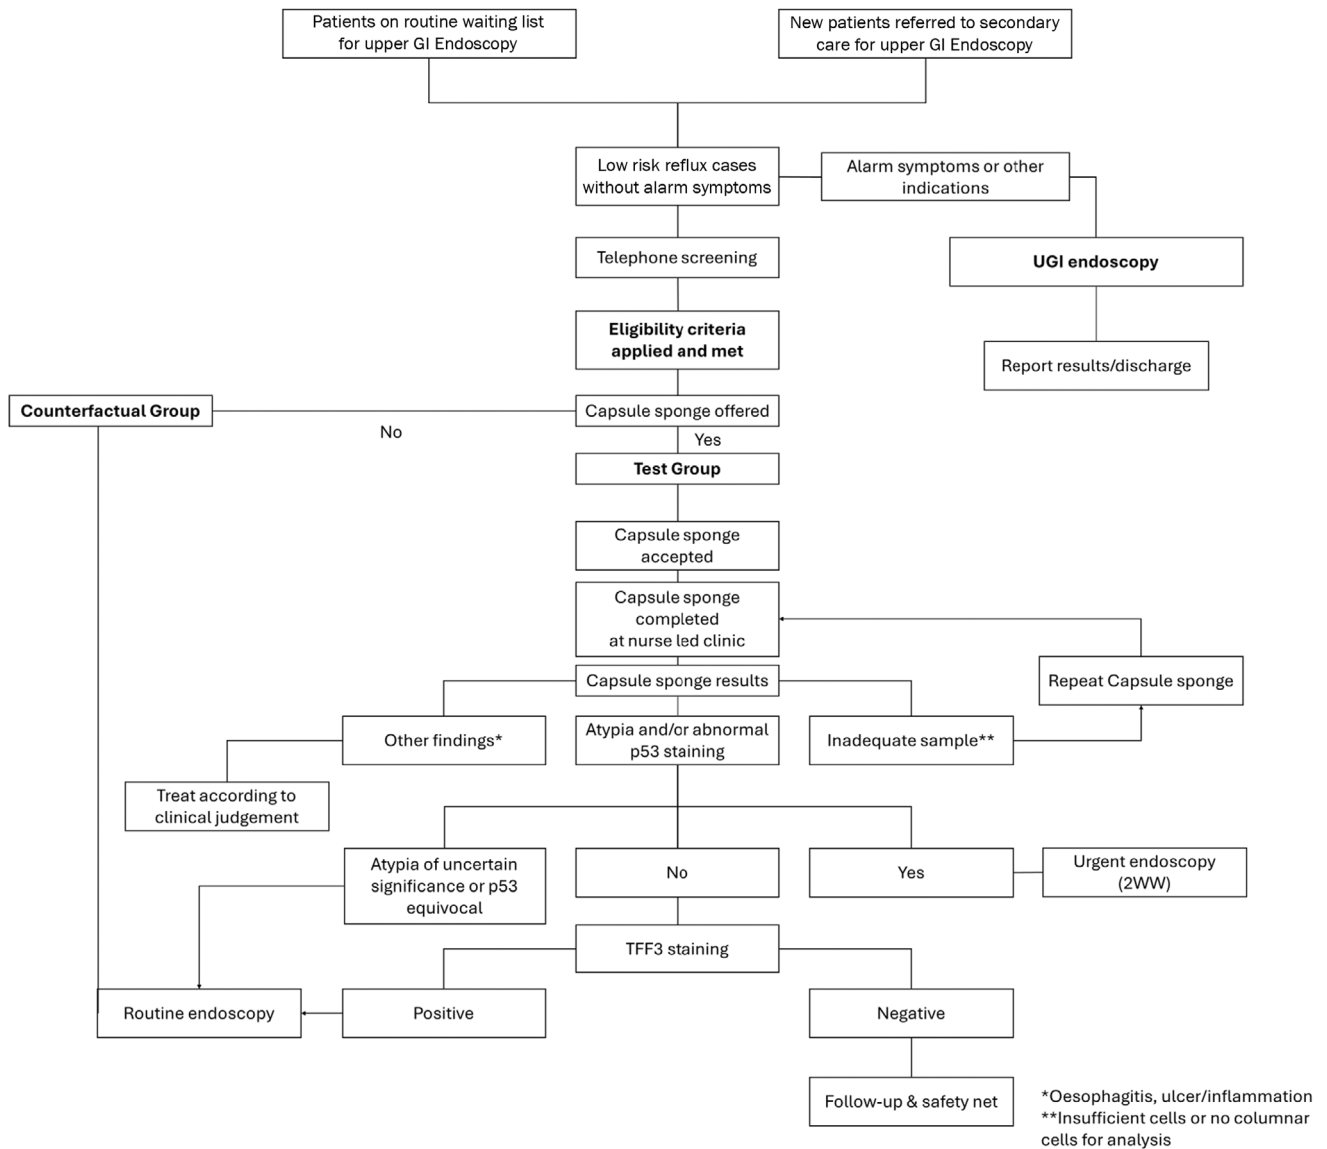 Patients on routine waiting list
for upper GI Endoscopy
New patients referred to secondary
care for upper GI Endoscopy
Low risk reflux cases
without alarm symptoms
Alarm symptoms or other
indications
Telephone screening
UGI endoscopy
Eligibility criteria
applied and met
Report results/discharge
Counterfactual Group
Capsule sponge offered
No
Yes
Test Group
Capsule sponge
accepted
Capsule sponge
completed
at nurse led clinic
Capsule sponge results
Repeat Capsule sponge
Other findings*
Atypia and/or abnormal
p53 staining
Inadequate sample**
Treat according to
clinical judgement
Atypia of uncertain
significance or p53
equivocal
No
Yes
Urgent endoscopy
(2WW)
TFF3 staining
Routine endoscopy
Positive
Negative
Follow-up & safety net
*Oesophagitis, ulcer/inflammation
**Insufficient cells or no columnar
cells for analysis